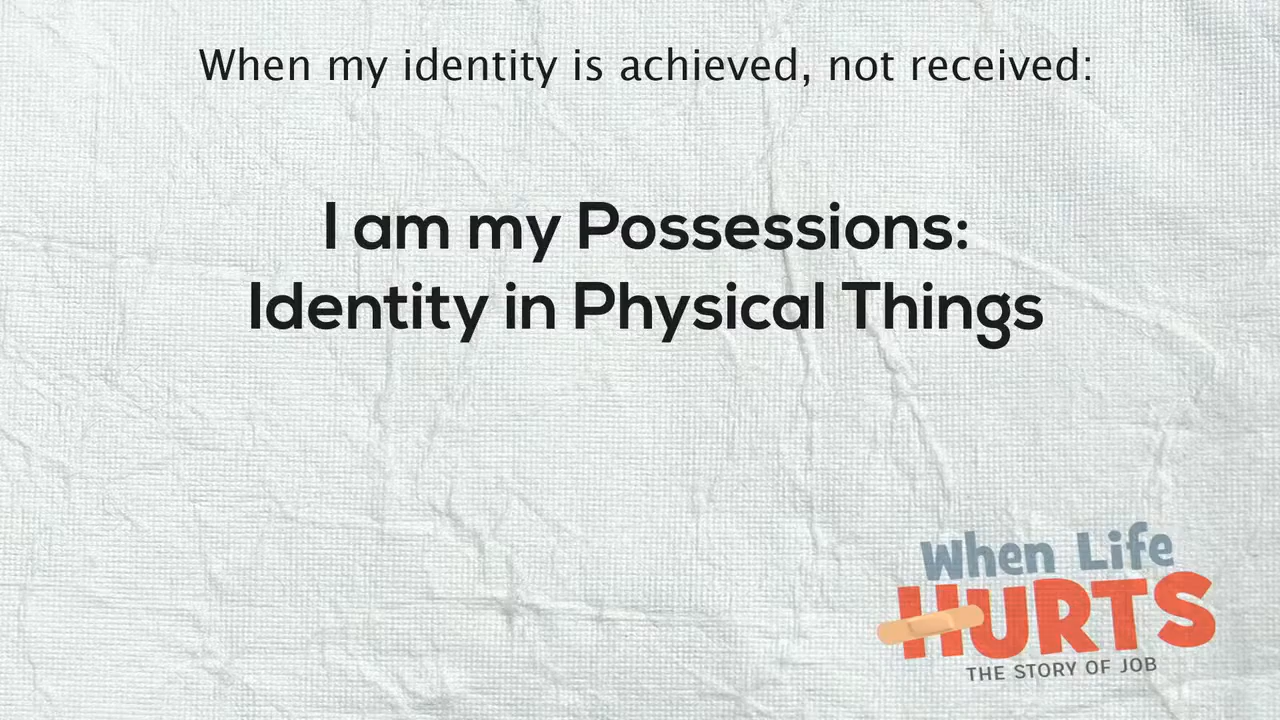 When my identity is achieved, not received:
I am my Possessions:
Identity in Physical Things
When Life
HURTS
THE STORY OF JOB